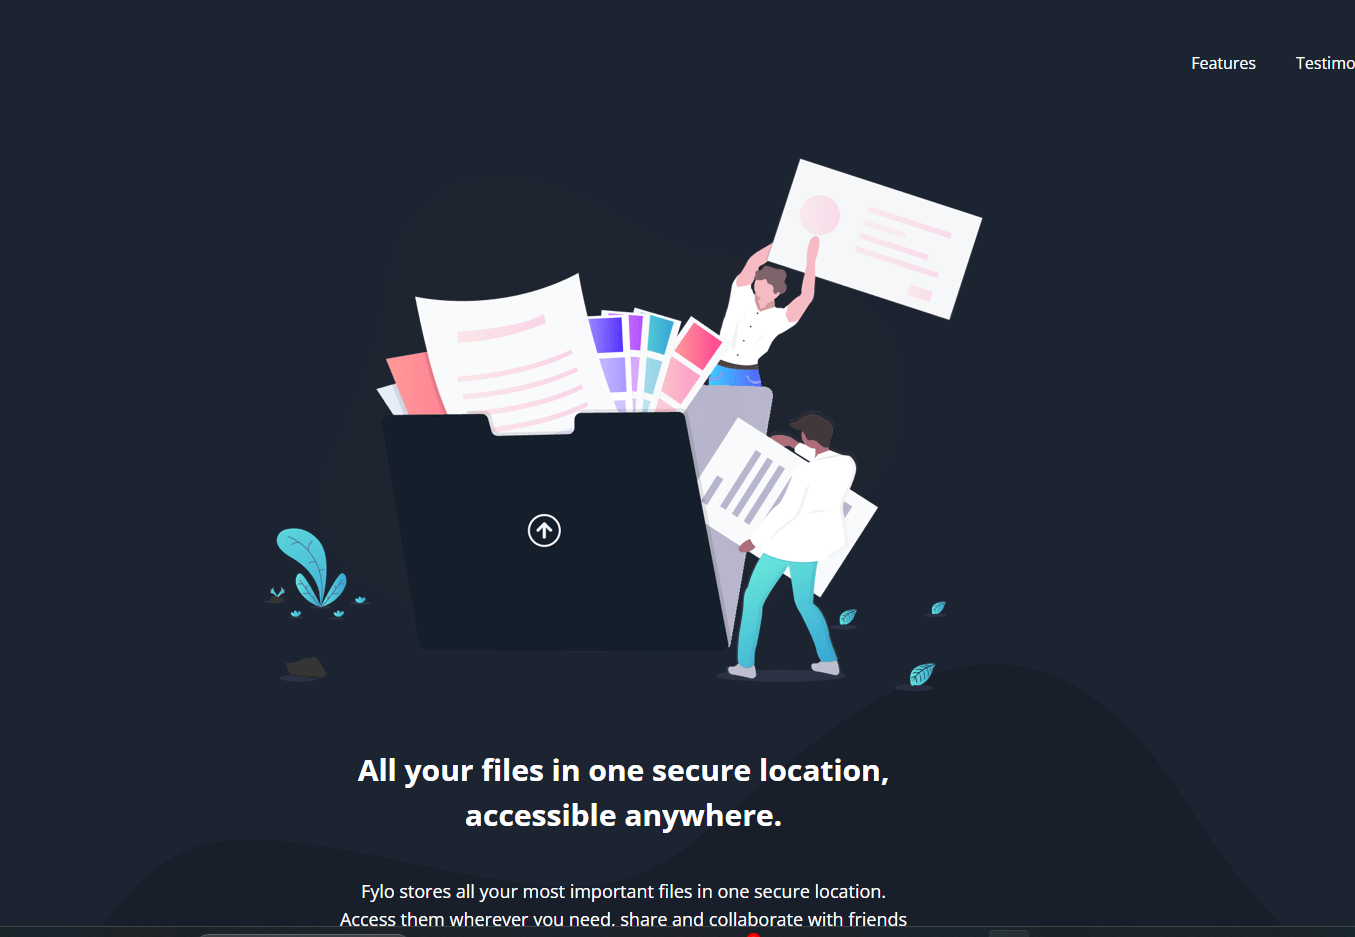 Features Testimo
All your files in one secure location,
accessible anywhere.
Fylo stores all your most important files in one secure location.
Access them wherever you need, share and collaborate with friends